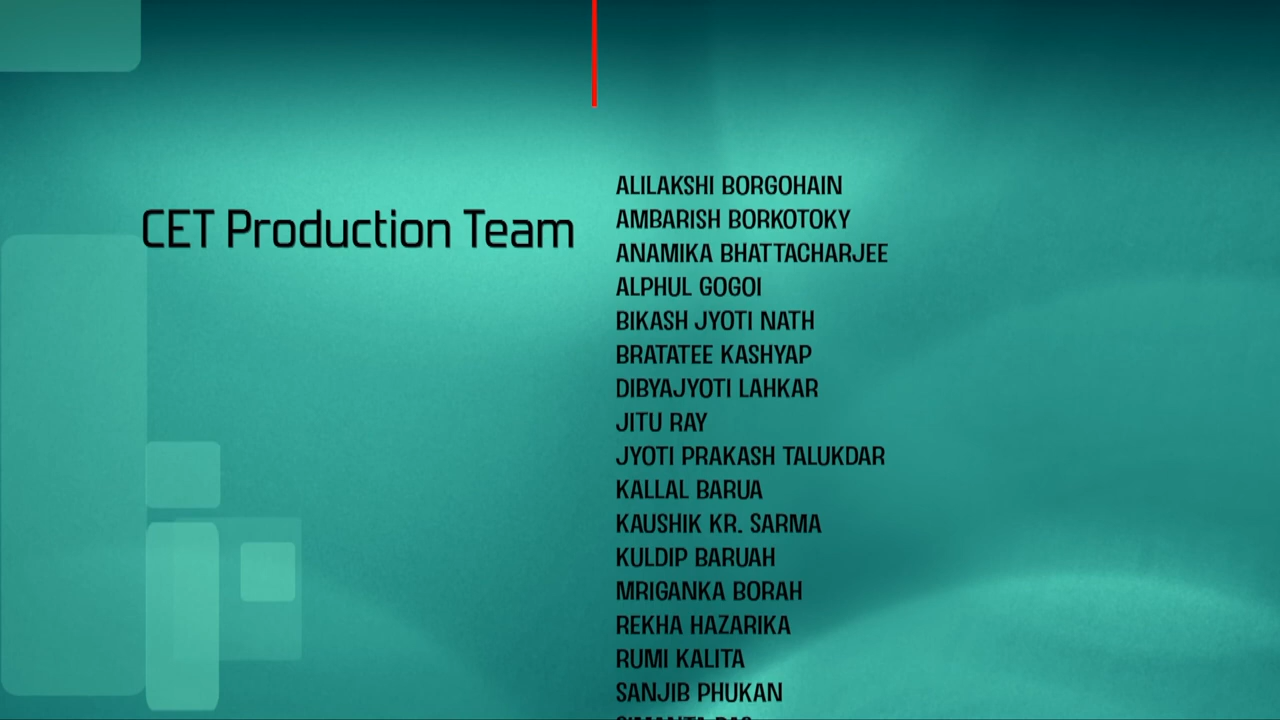 CET Production Team
ALILAKSHI BORGOHAIN
AMBARISH BORKOTOKY
ANAMIKA BHATTACHARJEE
ALPHUL GOGOI
BIKASH JYOTI NATH
BRATATEE KASHYAP
DIBYAJYOTI LAHKAR
JITU RAY
JYOTI PRAKASH TALUKDAR
KALLAL BARUA
KAUSHIK KR. SARMA
KULDIP BARUAH
MRIGANKA BORAH
REKHA HAZARIKA
RUMI KALITA
SANJIB PHUKAN